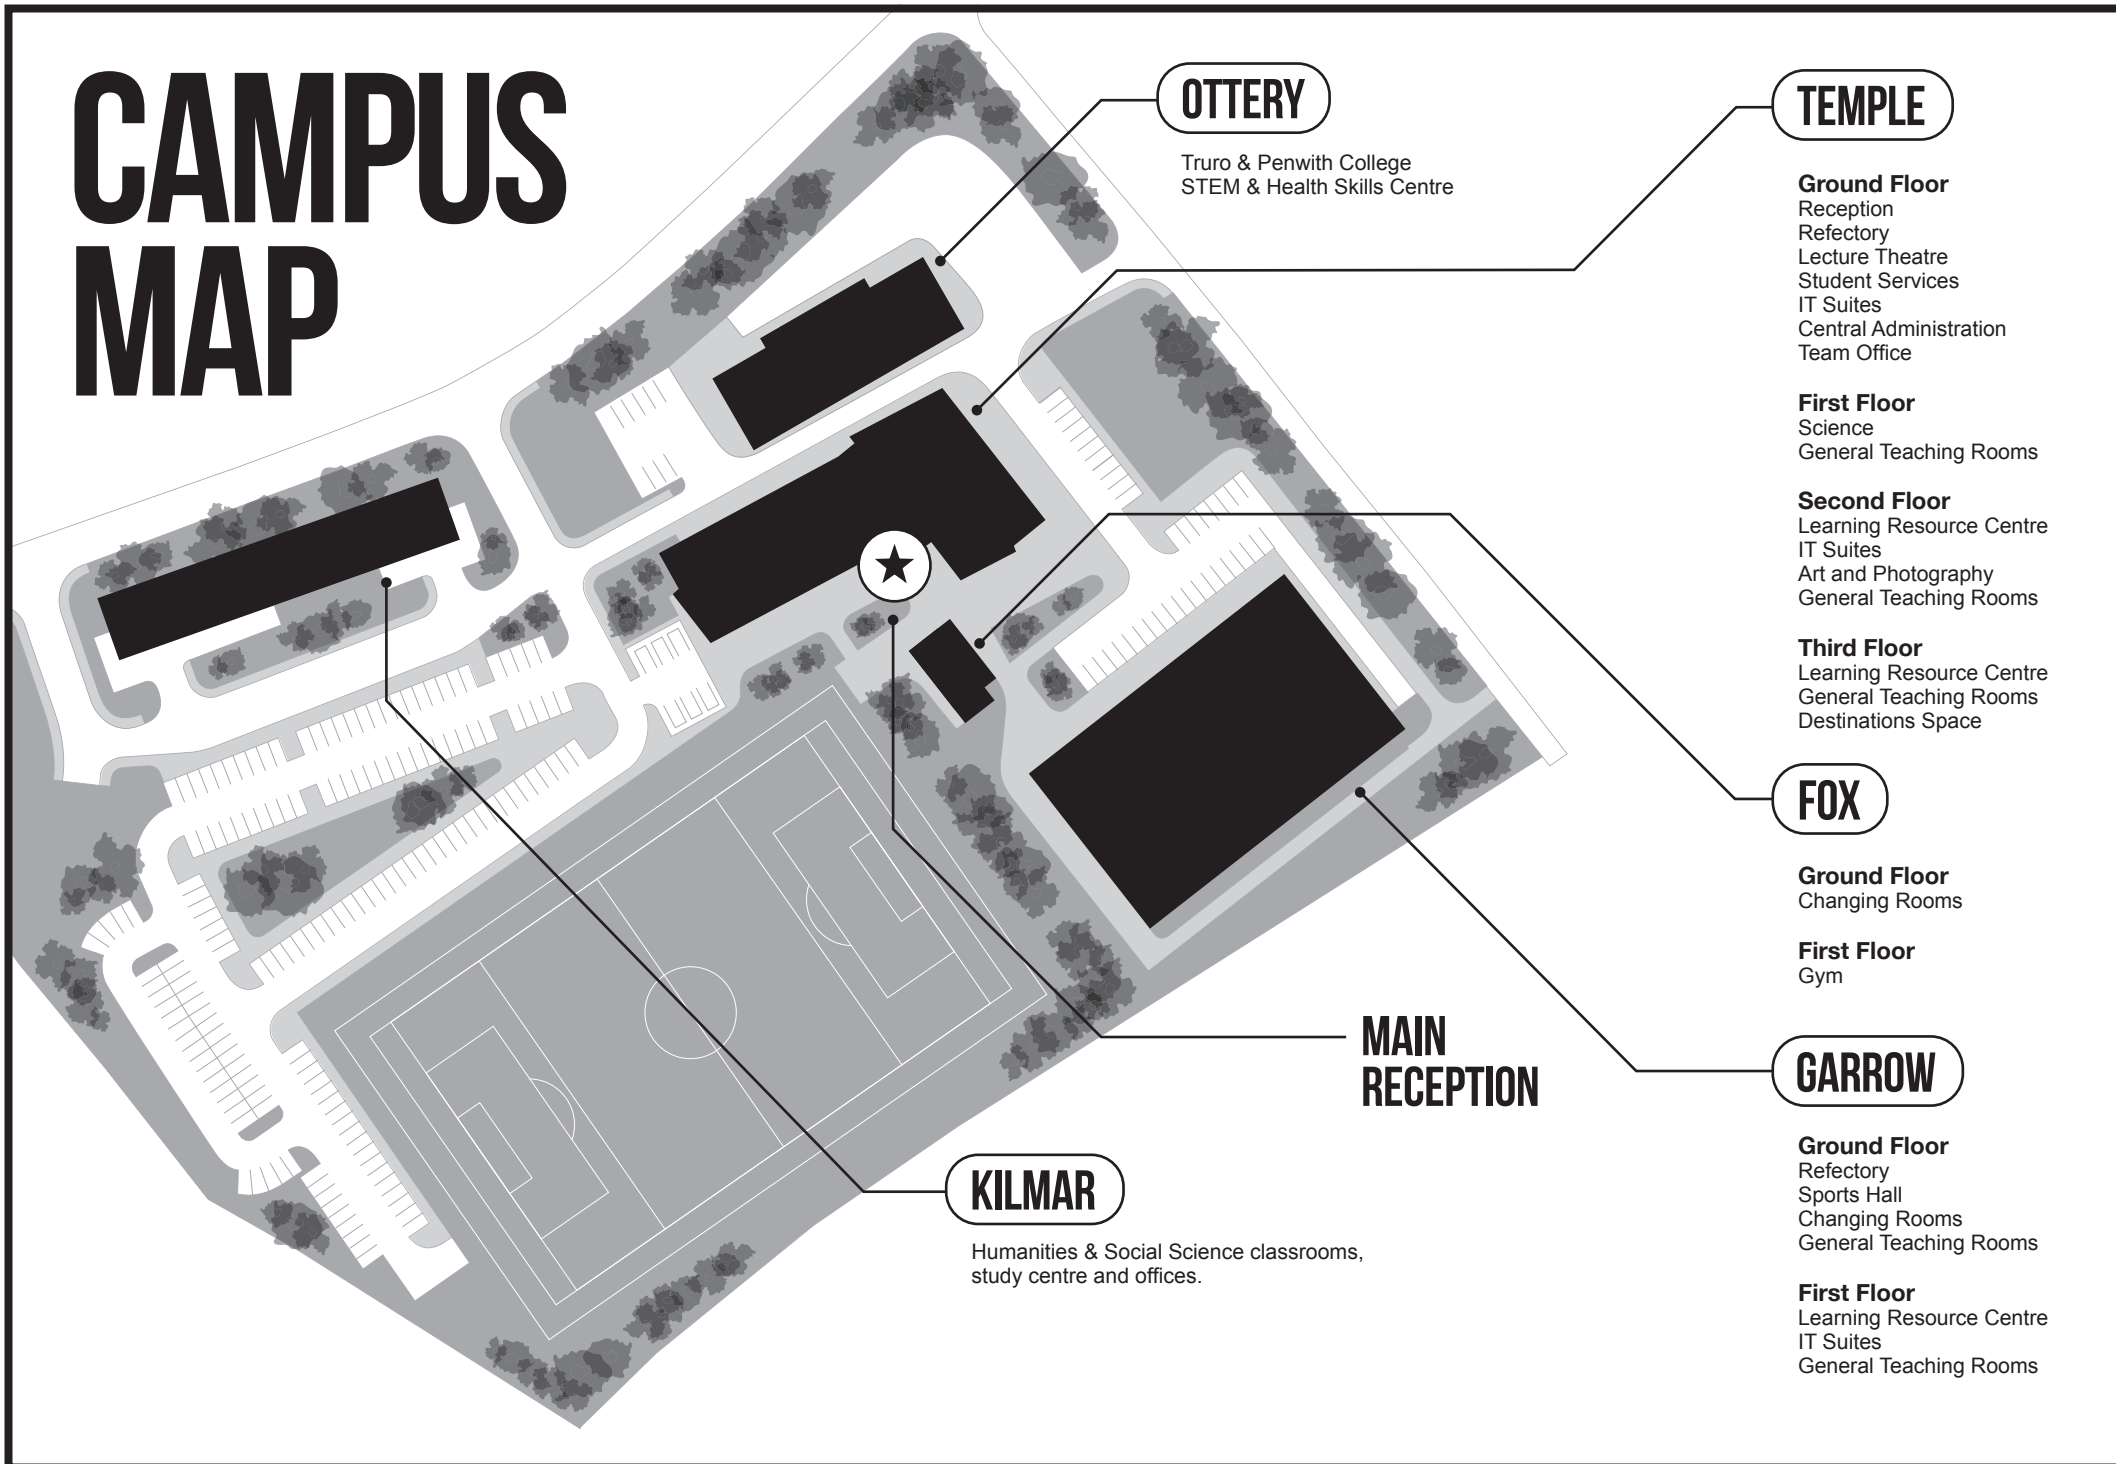 CAMPUS
MAP
OTTERY
Truro & Penwith College
STEM & Health Skills Centre
TEMPLE
Ground Floor
Reception
Refectory
Lecture Theatre
Student Services
IT Suites
Central Administration
Team Office
First Floor
Science
General Teaching Rooms
Second Floor
Learning Resource Centre
IT Suites
Art and Photography
General Teaching Rooms
Third Floor
Learning Resource Centre
General Teaching Rooms
Destinations Space
FOX
Ground Floor
Changing Rooms
First Floor
Gym
MAIN
RECEPTION
GARROW
Ground Floor
Refectory
Sports Hall
Changing Rooms
General Teaching Rooms
First Floor
Learning Resource Centre
IT Suites
General Teaching Rooms
KILMAR
Humanities & Social Science classrooms,
study centre and offices.